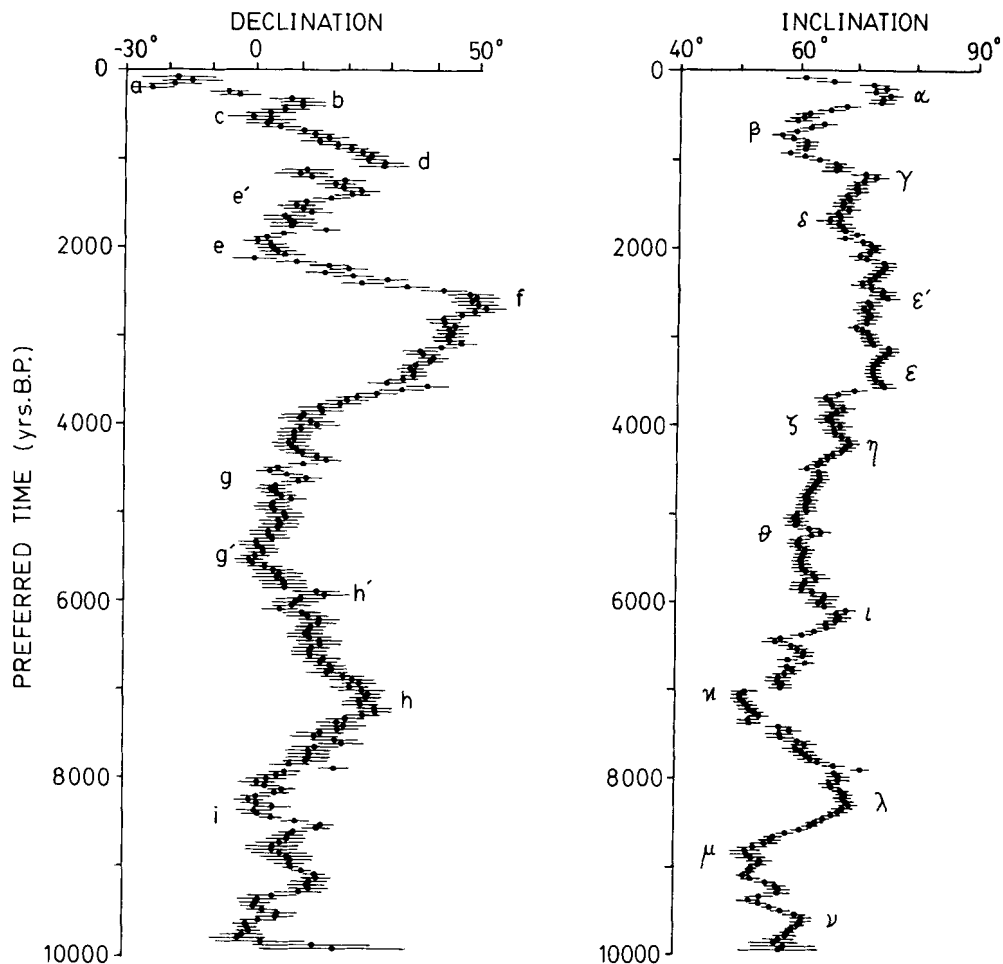 DECLINATION
-30° 0 50°
INCLINATION
40° 60° 90°
PREFERRED TIME (yrs. B.P.)
0
2000
4000
6000
8000
10000
a
b
c
d
e´
e
f
g
g´
h´
h
i
0
2000
4000
6000
8000
10000
α
β
γ
δ
ε´
ε
ζ
η
θ
ι
κ
λ
μ
ν